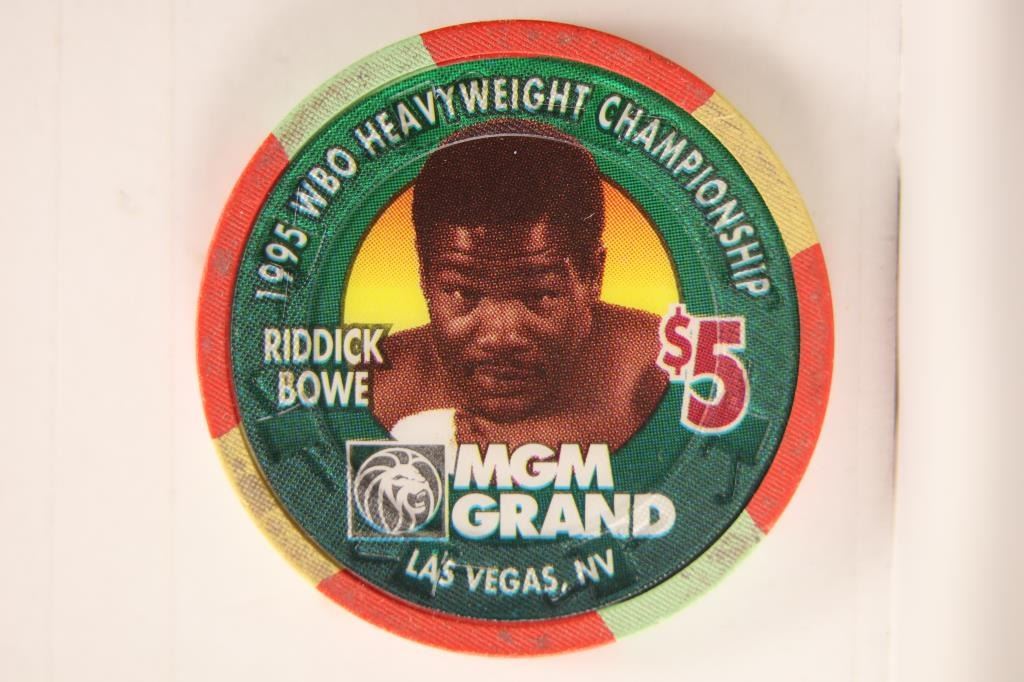 1995 WBO HEAVYWEIGHT CHAMPIONSHIP
RIDDICK
BOWE
$5
MGM
GRAND
LAS VEGAS, NV